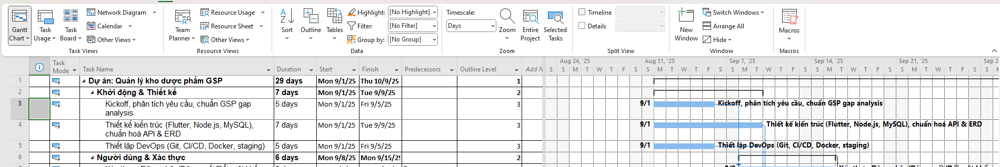 Gantt Chart
Task Usage
Task Board
Network Diagram
Calendar
Other Views
Task Views
Team Planner
Resource Usage
Resource Sheet
Other Views
Resource Views
A Z
Sort
Outline
Tables
Highlight: [No Highlight]
Filter: [No Filter]
Group by: [No Group]
Data
Timescale:
Days
Zoom
Entire Project
Selected Tasks
Zoom
Timeline
Details
Split View
New Window
Switch Windows
Arrange All
Hide
Window
Macros
Macros
Task Mode Task Name Duration Start Finish Predecessors Outline Level Add N
Aug 24, '25 Aug 31, '25 Sep 7, '25 Sep 14, '25 Sep 21, '25 Sep 2
S S M T W T F S S M T W T F S S M T W T F S S M T W T F S S M T W T F S S M
1 Dự án: Quản lý kho dược phẩm GSP 29 days Mon 9/1/25 Thu 10/9/25 1
2 Khởi động & Thiết kế 7 days Mon 9/1/25 Tue 9/9/25 2
3 Kickoff, phân tích yêu cầu, chuẩn GSP gap analysis 5 days Mon 9/1/25 Fri 9/5/25 3
9/1 Kickoff, phân tích yêu cầu, chuẩn GSP gap analysis
4 Thiết kế kiến trúc (Flutter, Node.js, MySQL), chuẩn hoá API & ERD 7 days Mon 9/1/25 Tue 9/9/25 3
9/1 Thiết kế kiến trúc (Flutter, Node.js, MySQL), chuẩn hoá API & ERD
5 Thiết lập DevOps (Git, CI/CD, Docker, staging) 5 days Mon 9/1/25 Fri 9/5/25 3
9/1 Thiết lập DevOps (Git, CI/CD, Docker, staging)
6 Người dùng & Xác thực 6 days Mon 9/8/25 Mon 9/15/25 2